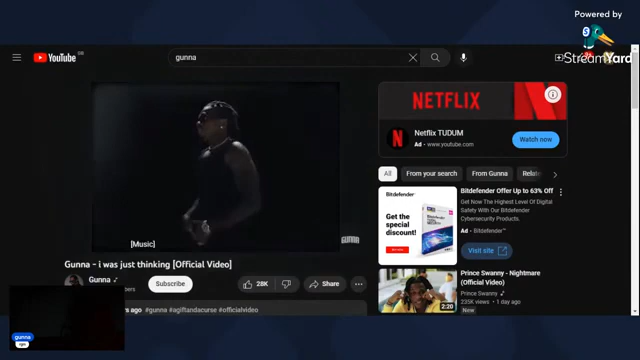 Powered by
StreamYard
YouTube
gunna
NETFLIX
Netflix TUDUM
Ad • www.youtube.com
Watch now
All
From your search
From Gunna
Relate
Bitdefender Offer Up to 63% Off
Get Now the Highest Level Of Digital
Safety With Our Bitdefender
Cybersecurity Products.
Ad • Bitdefender™
Visit site
Bitdefender
Get the
special
discount!
[Music]
GUNNA
Gunna - i was just thinking [Official Video]
Gunna
Subscribe
28K
Share
#gunna #agiftandacurse #officialvideo
Prince Swanny - Nightmare
(Official Video)
Prince Swanny
235K views • 1 day ago
New
2:20
gunna